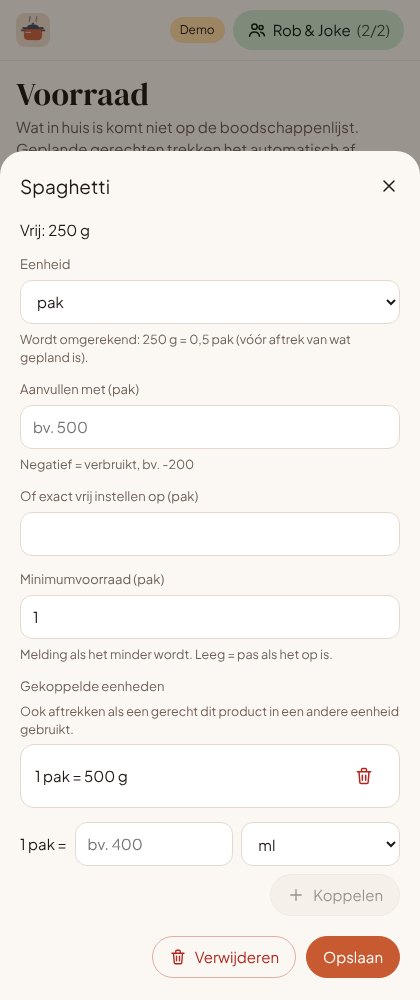 Demo
Rob & Joke (2/2)
Voorraad
Wat in huis is komt niet op de boodschappenlijst.
Geplande gerechten trekken het automatisch af.
Spaghetti
Vrij: 250 g
Eenheid
pak
Wordt omgerekend: 250 g = 0,5 pak (vóór aftrek van wat
gepland is).
Aanvullen met (pak)
bv. 500
Negatief = verbruikt, bv. -200
Of exact vrij instellen op (pak)
Minimumvoorraad (pak)
1
Melding als het minder wordt. Leeg = pas als het op is.
Gekoppelde eenheden
Ook aftrekken als een gerecht dit product in een andere eenheid
gebruikt.
1 pak = 500 g
1 pak = bv. 400 ml
Koppelen
Verwijderen Opslaan